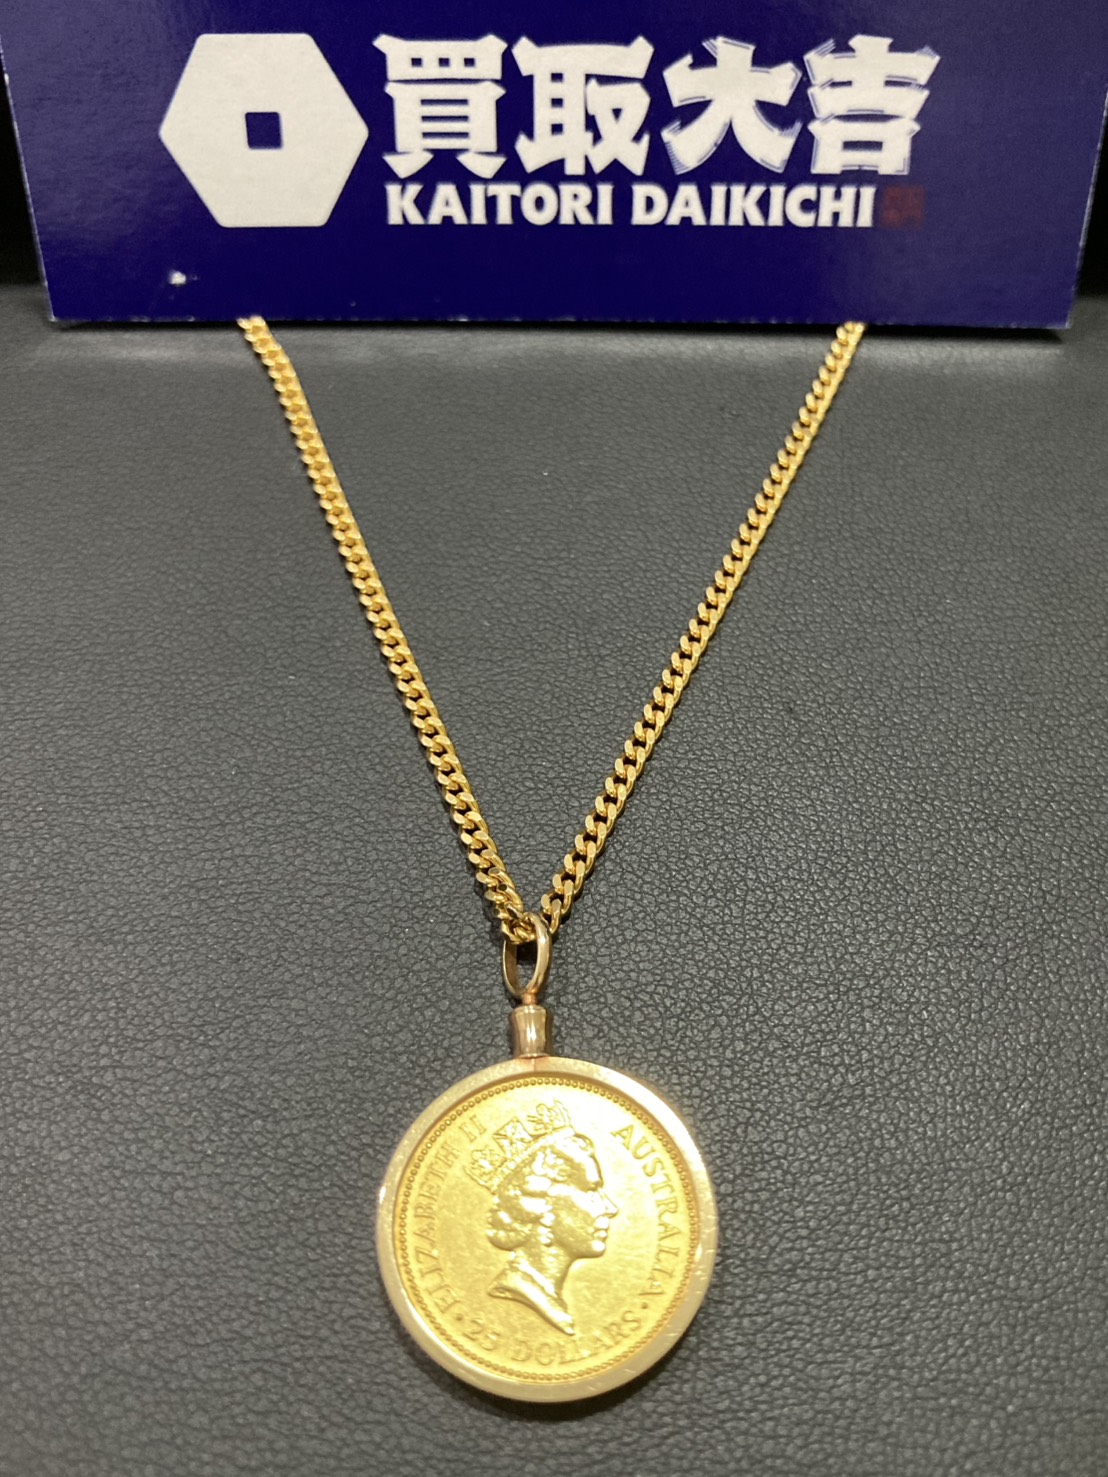 買取大吉
KAITORI DAIKICHI
ELIZABETH II
AUSTRALIA
· 25 DOLLARS ·